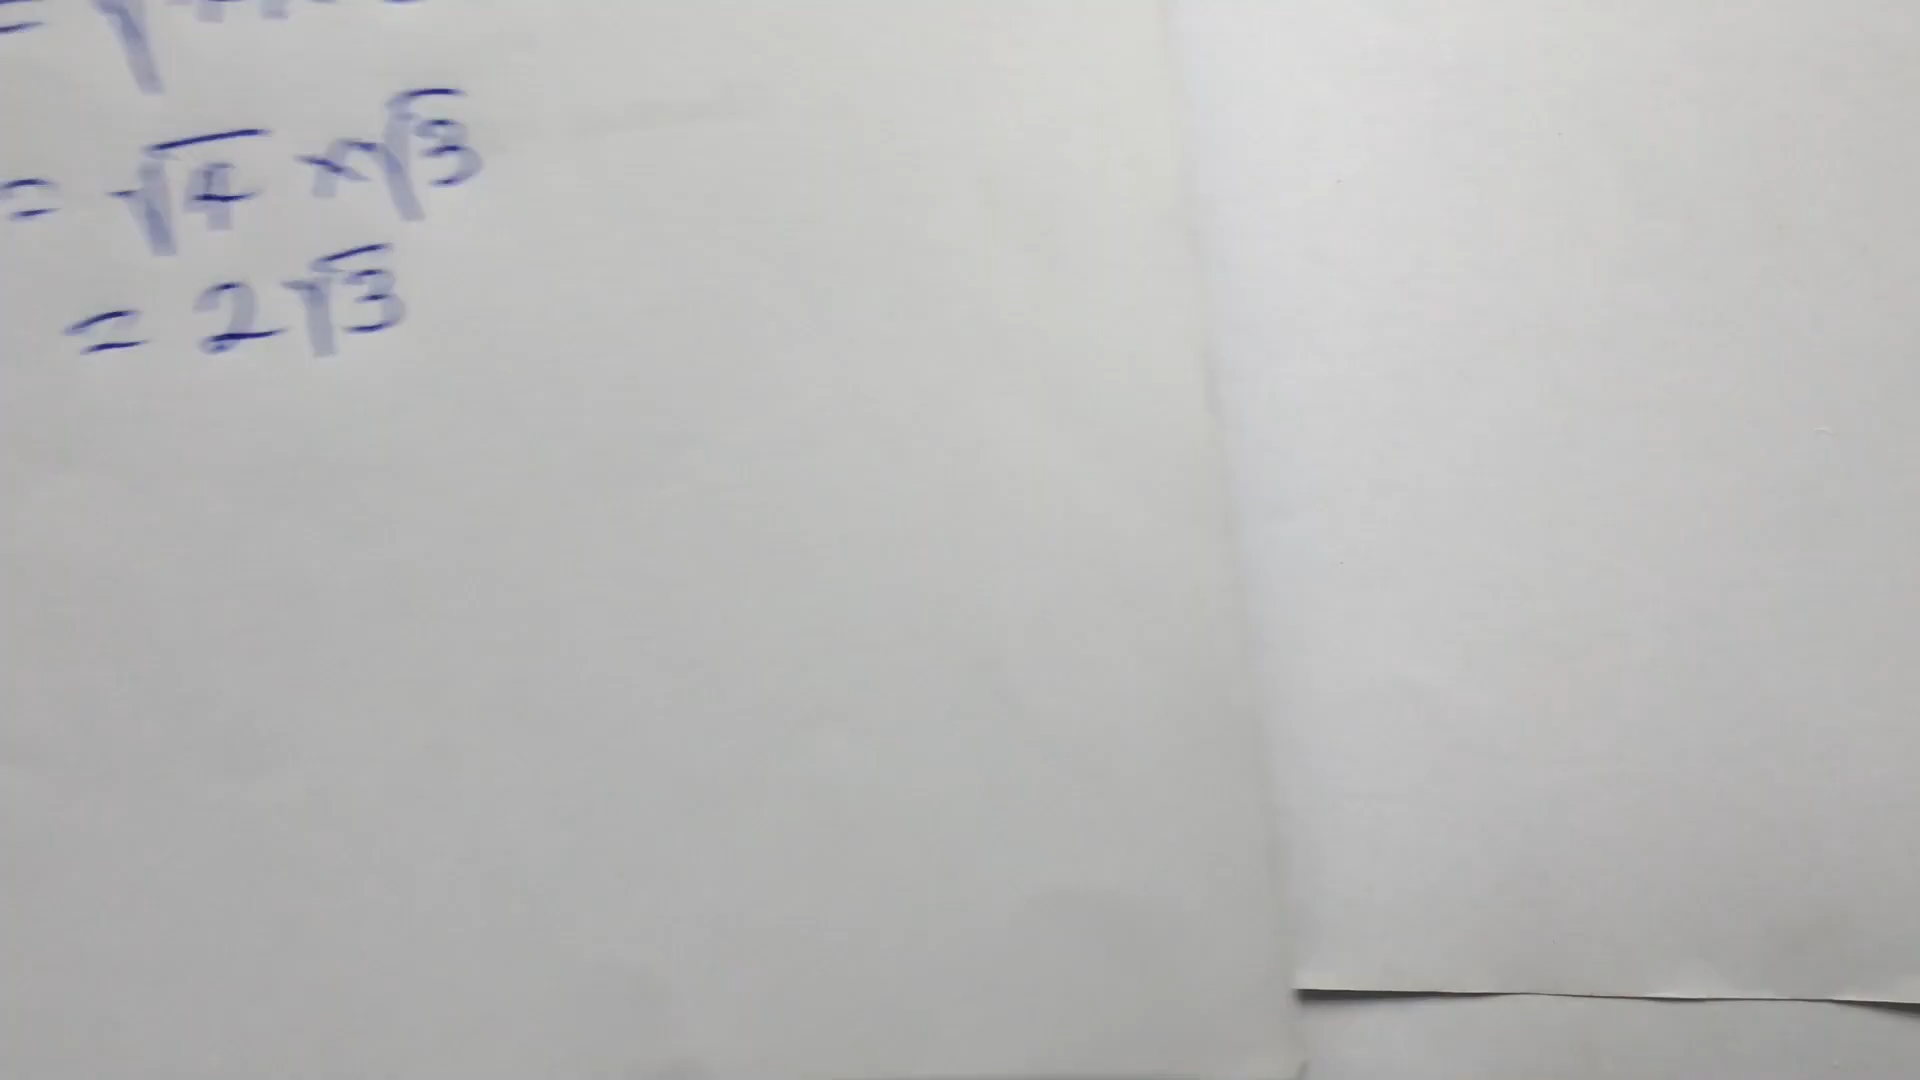 = √4 × √3
= 2√3